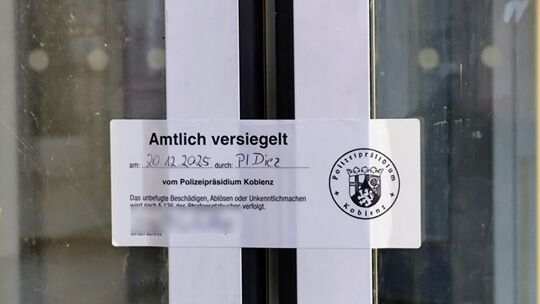 Amtlich versiegelt
am: 20.12.2025 durch: PI Diez
vom Polizeipräsidium Koblenz
Das unbefugte Beschädigen, Ablösen oder Unkenntlichmachen
wird nach § 136 des Strafgesetzbuches verfolgt.
Unterschrift
Polizeipräsidium
Koblenz